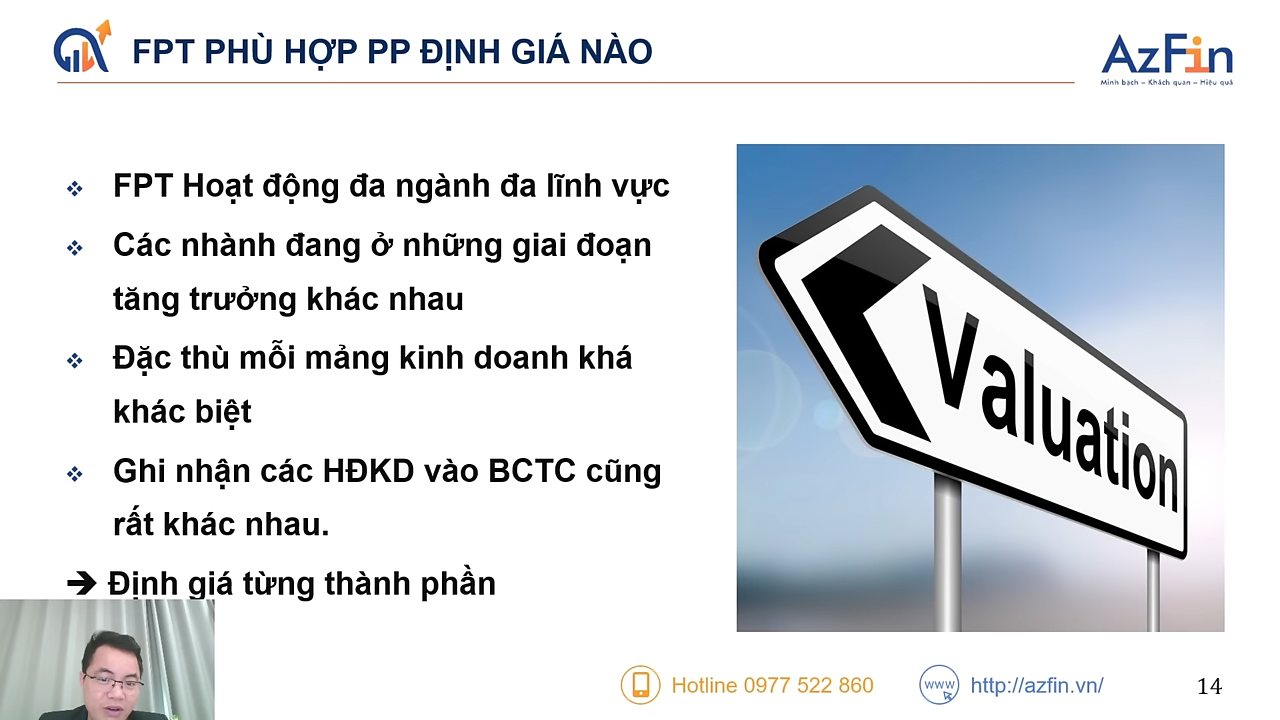 FPT PHÙ HỢP PP ĐỊNH GIÁ NÀO
AzFin
Minh bạch – Khách quan – Hiệu quả
FPT Hoạt động đa ngành đa lĩnh vực
Các nhành đang ở những giai đoạn
tăng trưởng khác nhau
Đặc thù mỗi mảng kinh doanh khá
khác biệt
Ghi nhận các HĐKD vào BCTC cũng
rất khác nhau.
➔ Định giá từng thành phần
Valuation
Hotline 0977 522 860
www
http://azfin.vn/
14